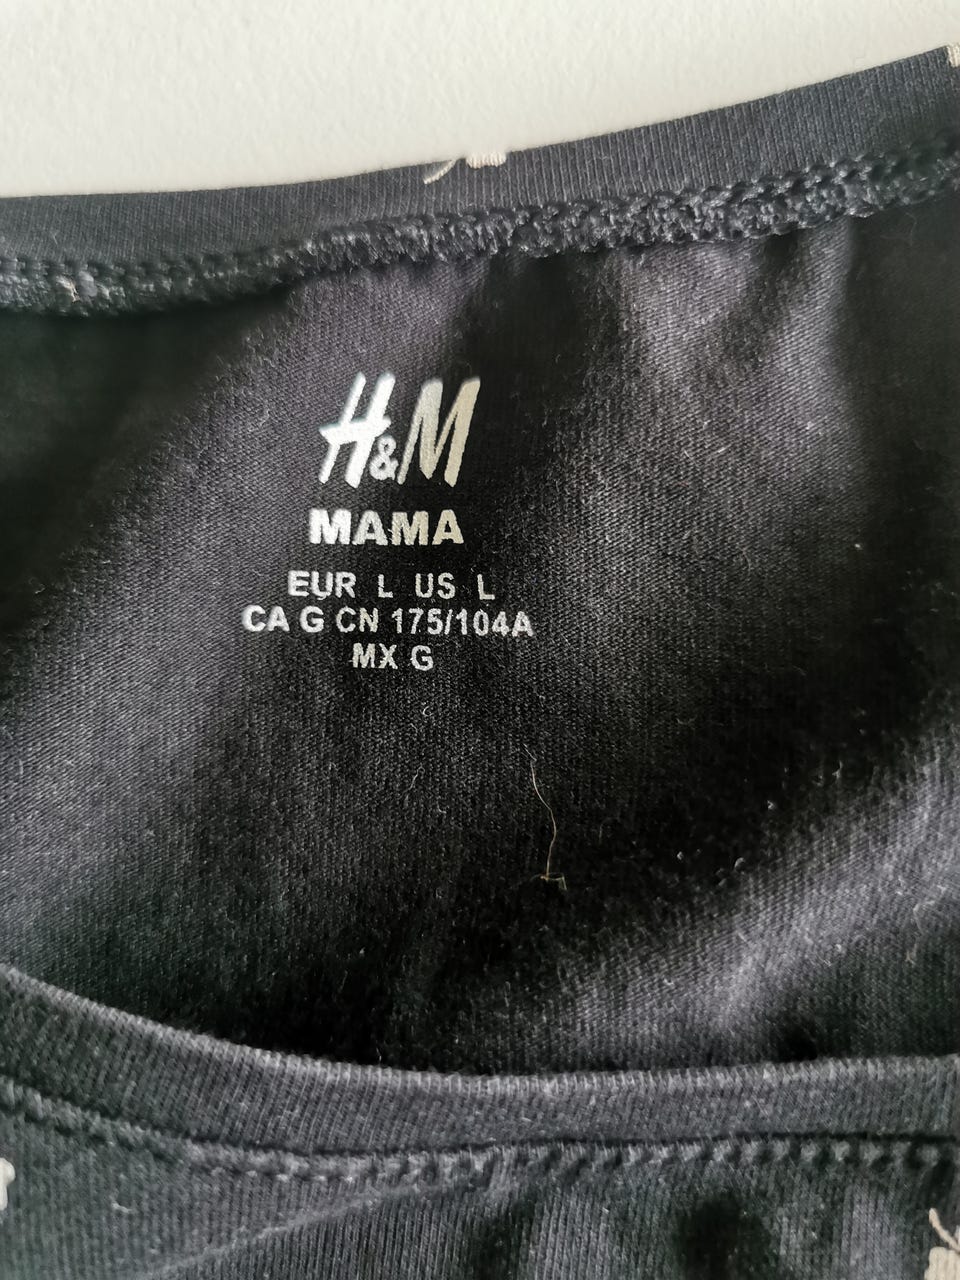 H&M
MAMA
EUR L US L
CA G CN 175/104A
MX G